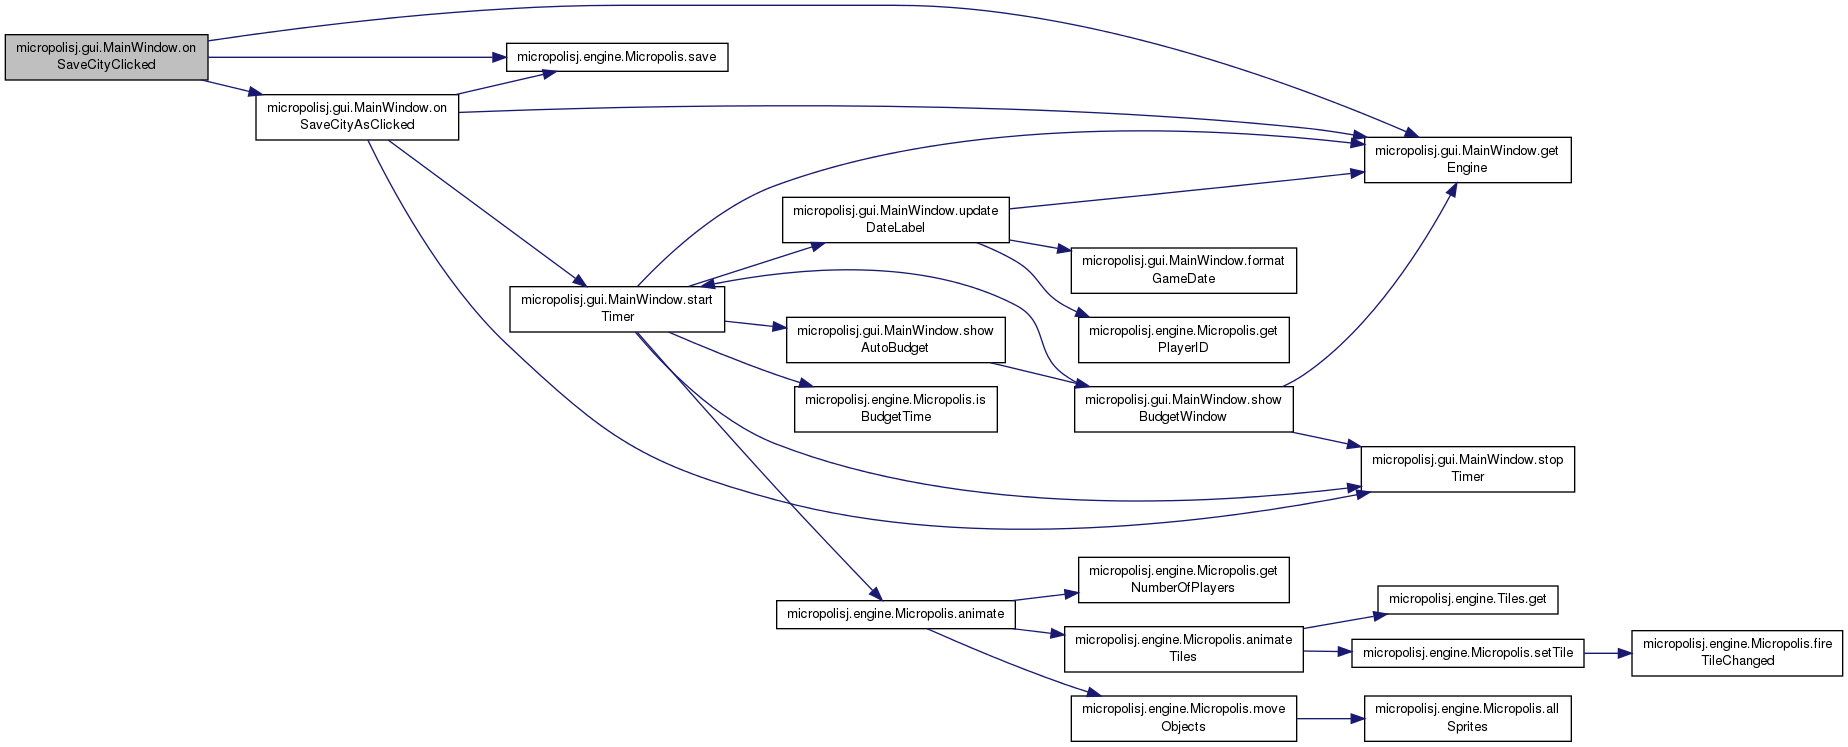 micropolisj.gui.MainWindow.on
SaveCityClicked
micropolisj.engine.Micropolis.save
micropolisj.gui.MainWindow.on
SaveCityAsClicked
micropolisj.gui.MainWindow.get
Engine
micropolisj.gui.MainWindow.update
DateLabel
micropolisj.gui.MainWindow.format
GameDate
micropolisj.gui.MainWindow.start
Timer
micropolisj.gui.MainWindow.show
AutoBudget
micropolisj.engine.Micropolis.get
PlayerID
micropolisj.engine.Micropolis.is
BudgetTime
micropolisj.gui.MainWindow.show
BudgetWindow
micropolisj.gui.MainWindow.stop
Timer
micropolisj.engine.Micropolis.get
NumberOfPlayers
micropolisj.engine.Micropolis.animate
micropolisj.engine.Tiles.get
micropolisj.engine.Micropolis.animate
Tiles
micropolisj.engine.Micropolis.setTile
micropolisj.engine.Micropolis.fire
TileChanged
micropolisj.engine.Micropolis.move
Objects
micropolisj.engine.Micropolis.all
Sprites